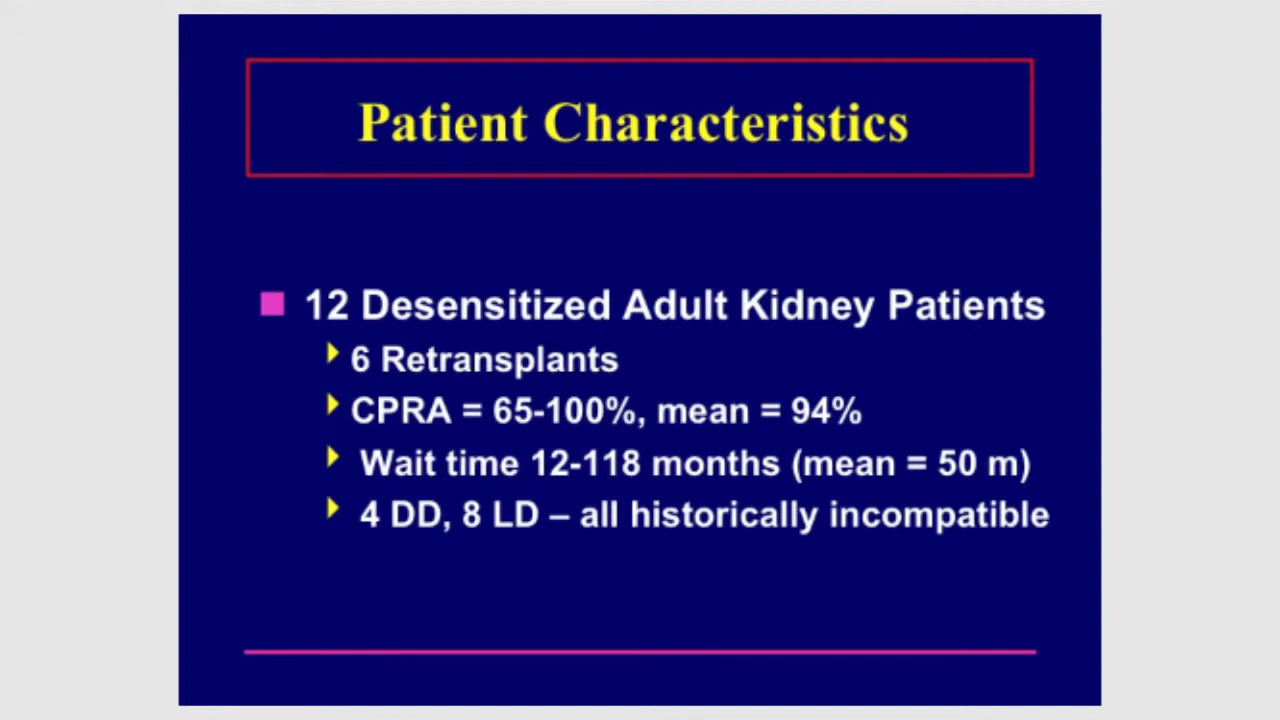 Patient Characteristics
12 Desensitized Adult Kidney Patients
6 Retransplants
CPRA = 65-100%, mean = 94%
Wait time 12-118 months (mean = 50 m)
4 DD, 8 LD – all historically incompatible